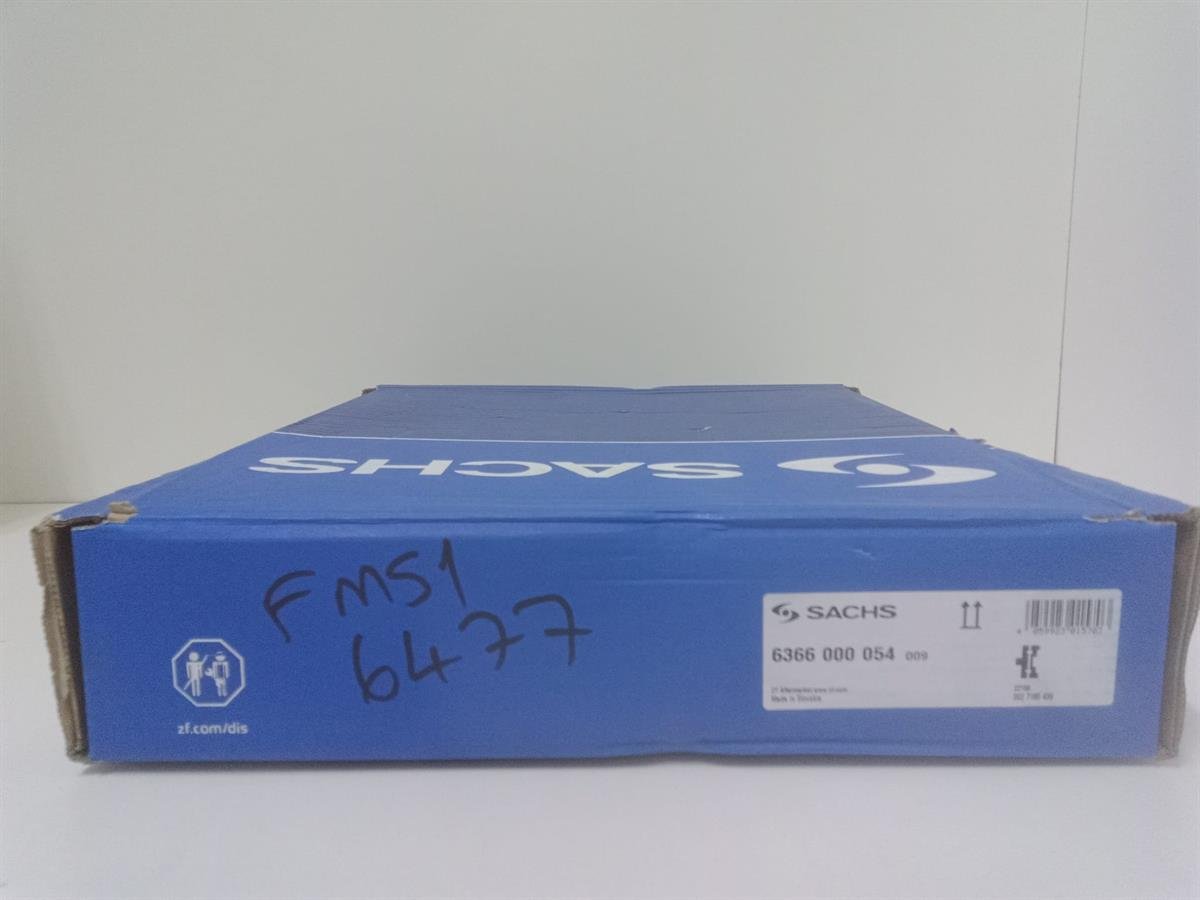 SACHS
FMS1
6477
zf.com/dis
SACHS
6366 000 054 009
Made in Slovakia